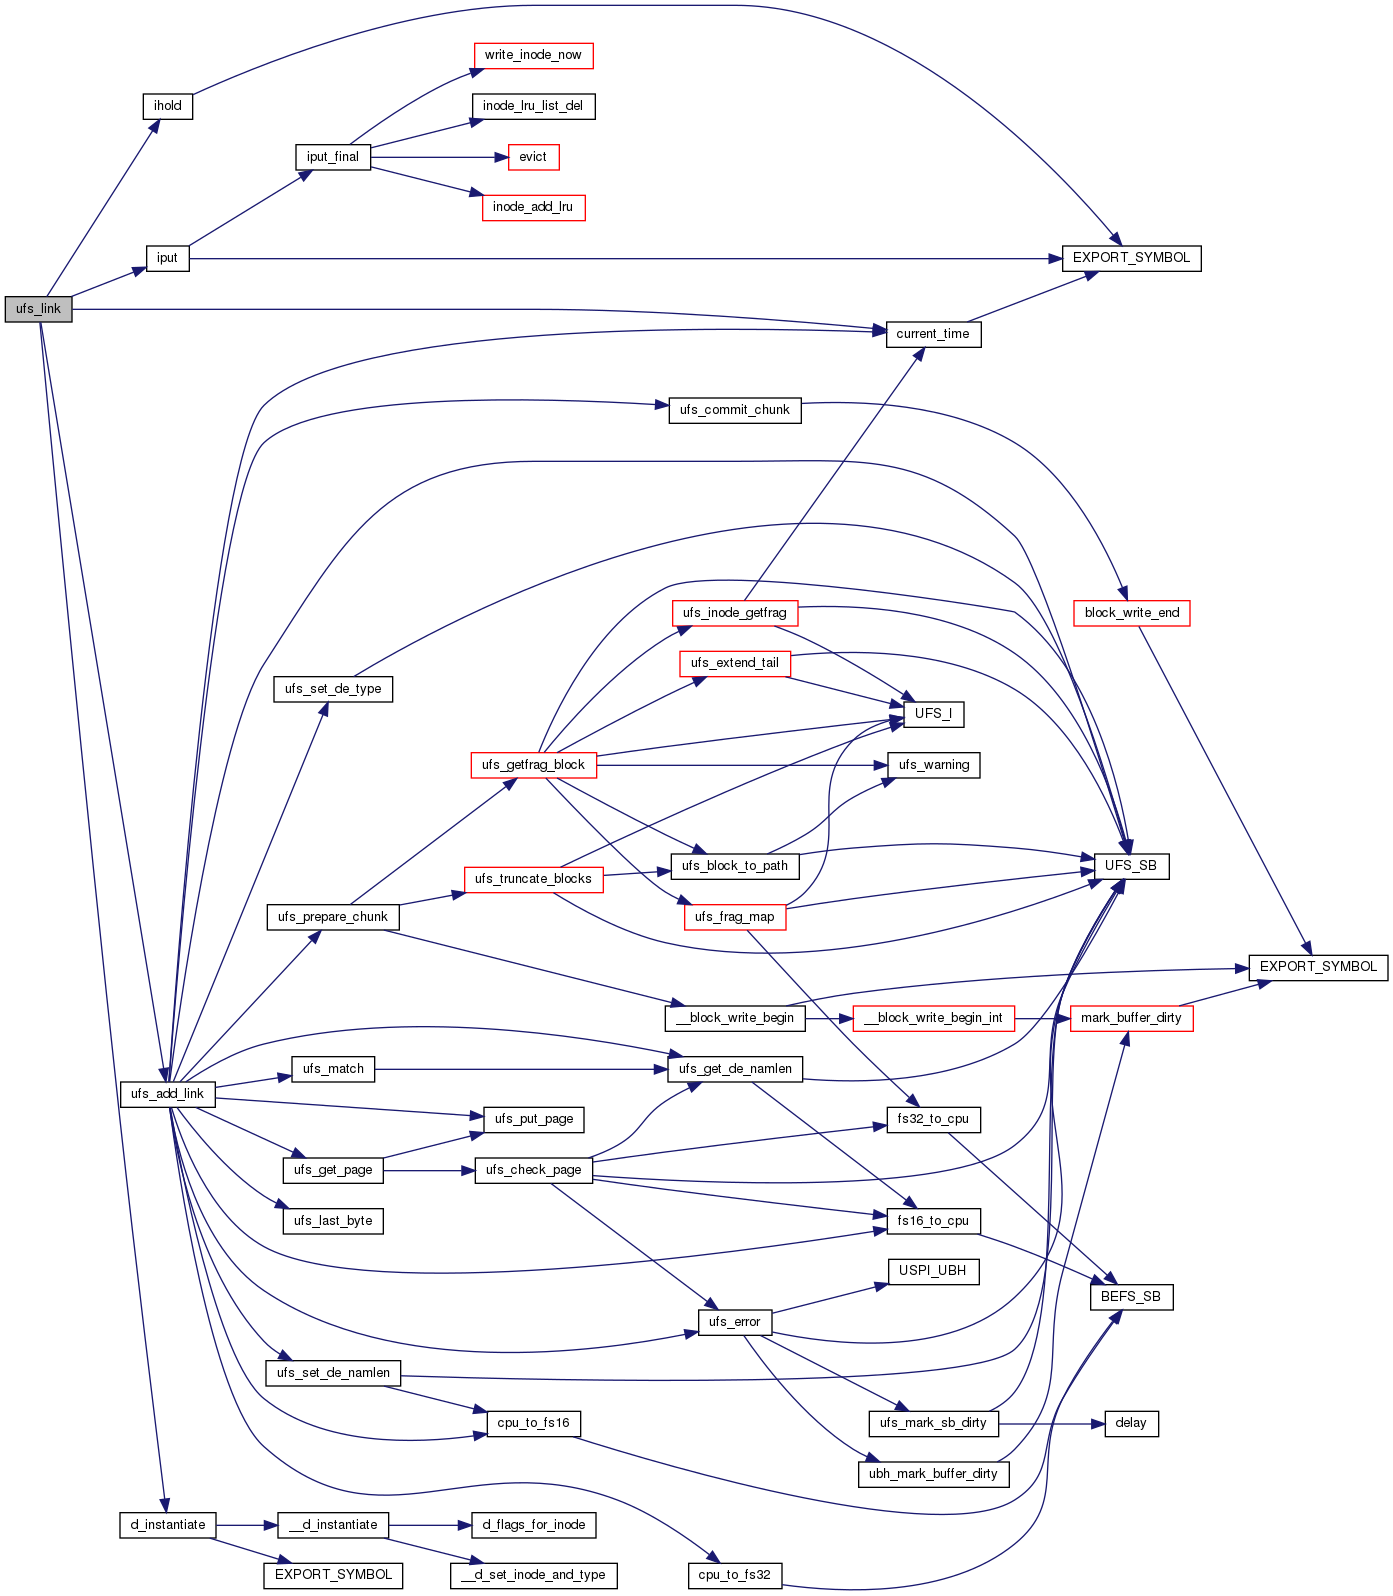 write_inode_now
ihold
inode_lru_list_del
iput_final
evict
inode_add_lru
iput
EXPORT_SYMBOL
ufs_link
current_time
ufs_commit_chunk
ufs_inode_getfrag
block_write_end
ufs_extend_tail
ufs_set_de_type
UFS_I
ufs_getfrag_block
ufs_warning
ufs_block_to_path
UFS_SB
ufs_truncate_blocks
ufs_prepare_chunk
ufs_frag_map
EXPORT_SYMBOL
__block_write_begin
__block_write_begin_int
mark_buffer_dirty
ufs_match
ufs_get_de_namlen
ufs_add_link
ufs_put_page
fs32_to_cpu
ufs_get_page
ufs_check_page
ufs_last_byte
fs16_to_cpu
USPI_UBH
BEFS_SB
ufs_error
ufs_set_de_namlen
cpu_to_fs16
ufs_mark_sb_dirty
delay
ubh_mark_buffer_dirty
d_instantiate
__d_instantiate
d_flags_for_inode
EXPORT_SYMBOL
__d_set_inode_and_type
cpu_to_fs32